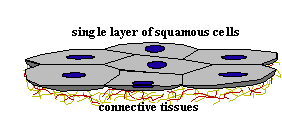 single layer of squamous cells
connective tissues